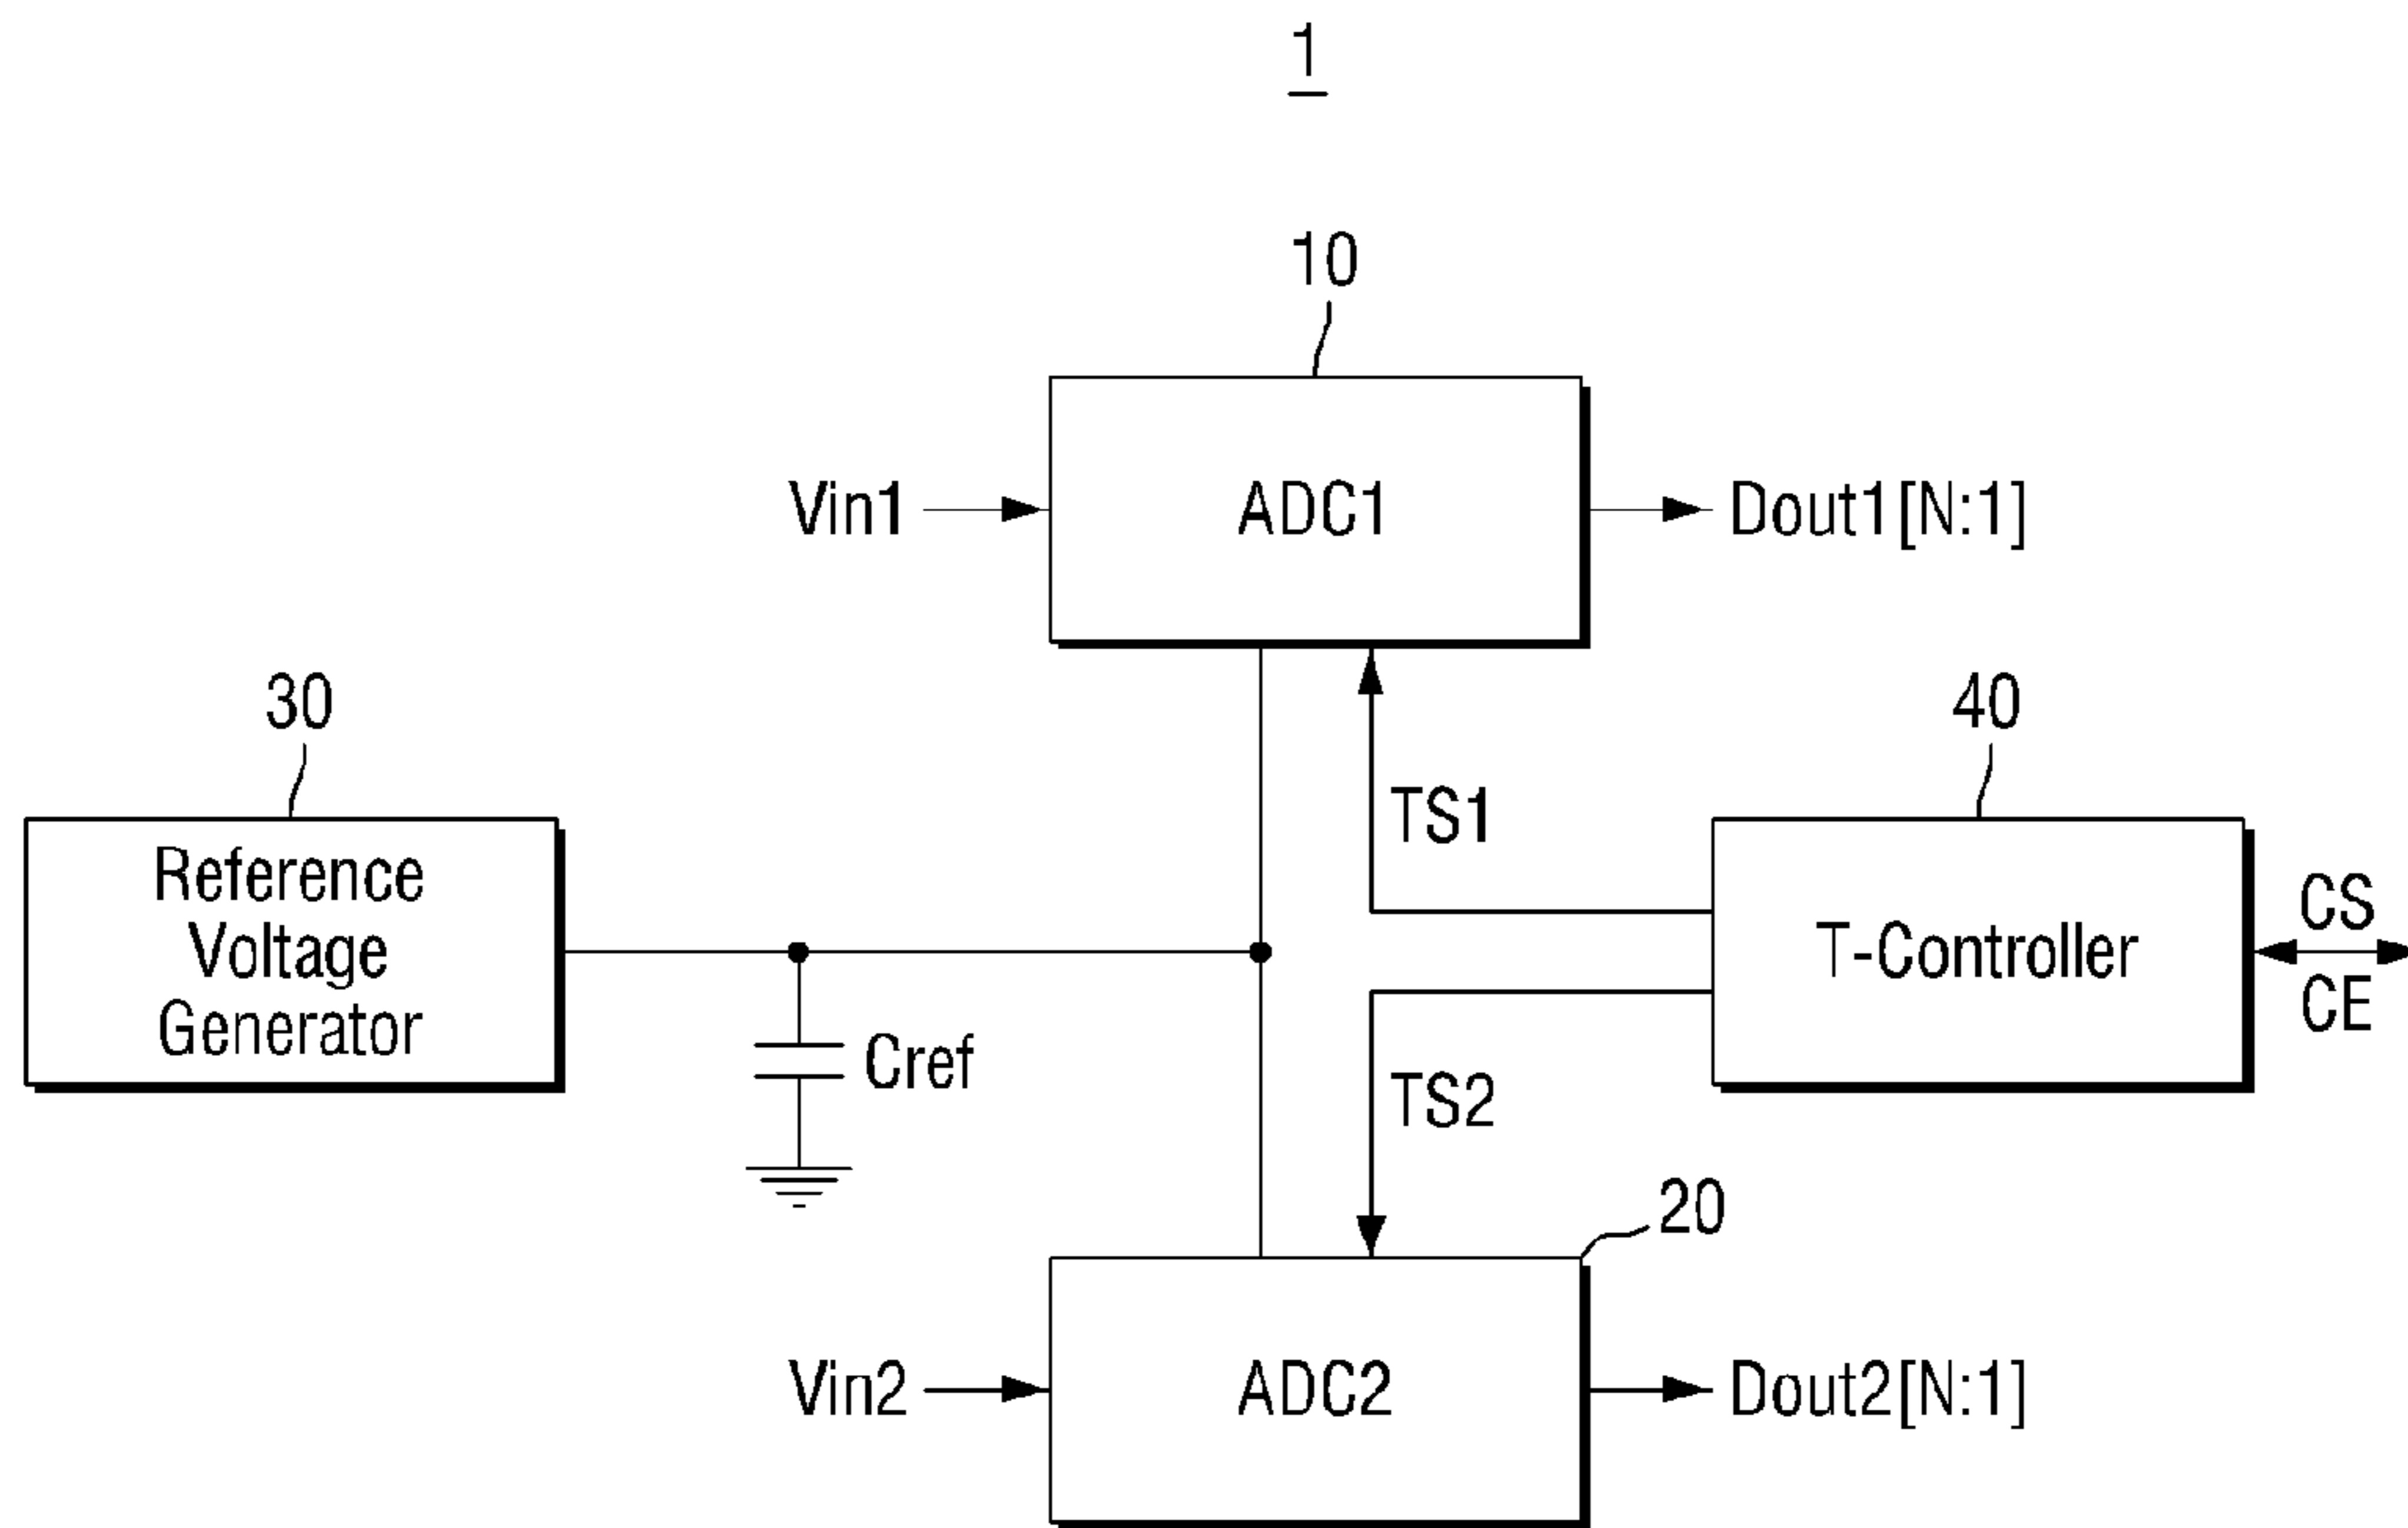 1
10
Vin1
ADC1
Dout1[N:1]
30
40
Reference
Voltage
Generator
TS1
T-Controller
CS
CE
Cref
TS2
20
Vin2
ADC2
Dout2[N:1]